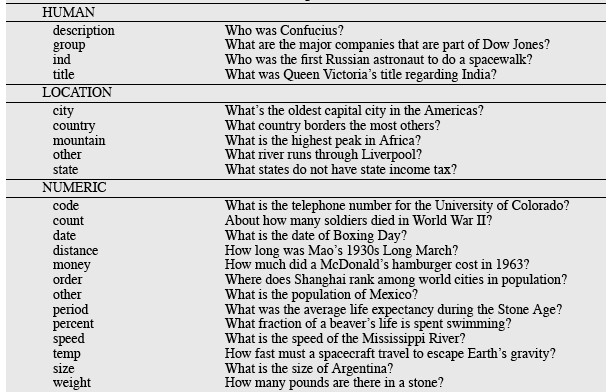 HUMAN
description Who was Confucius?
group What are the major companies that are part of Dow Jones?
ind Who was the first Russian astronaut to do a spacewalk?
title What was Queen Victoria's title regarding India?
LOCATION
city What's the oldest capital city in the Americas?
country What country borders the most others?
mountain What is the highest peak in Africa?
other What river runs through Liverpool?
state What states do not have state income tax?
NUMERIC
code What is the telephone number for the University of Colorado?
count About how many soldiers died in World War II?
date What is the date of Boxing Day?
distance How long was Mao's 1930s Long March?
money How much did a McDonald's hamburger cost in 1963?
order Where does Shanghai rank among world cities in population?
other What is the population of Mexico?
period What was the average life expectancy during the Stone Age?
percent What fraction of a beaver's life is spent swimming?
speed What is the speed of the Mississippi River?
temp How fast must a spacecraft travel to escape Earth's gravity?
size What is the size of Argentina?
weight How many pounds are there in a stone?